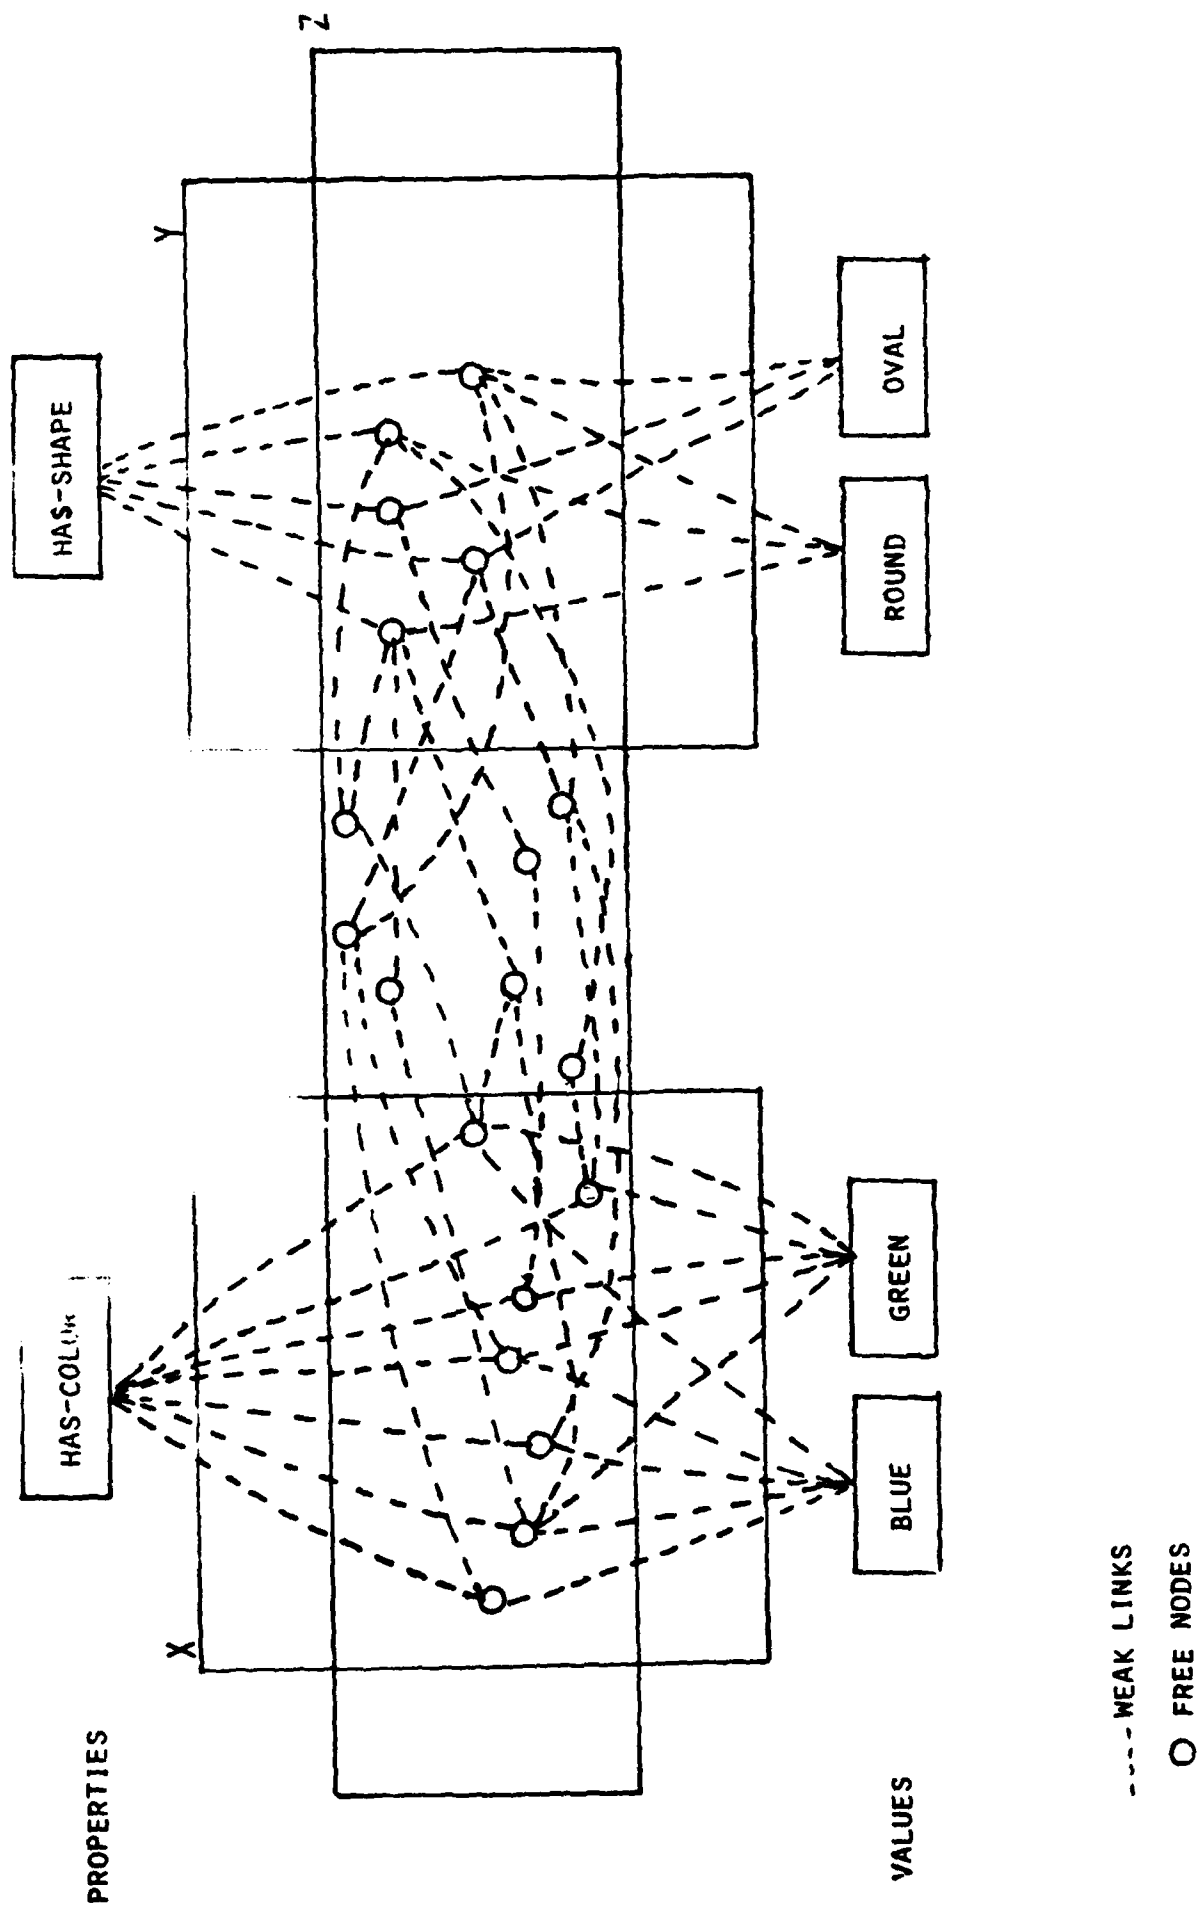 PROPERTIES
HAS-SHAPE
X
Y
Z
VALUES
BLUE
GREEN
ROUND
OVAL
----WEAK LINKS
O FREE NODES